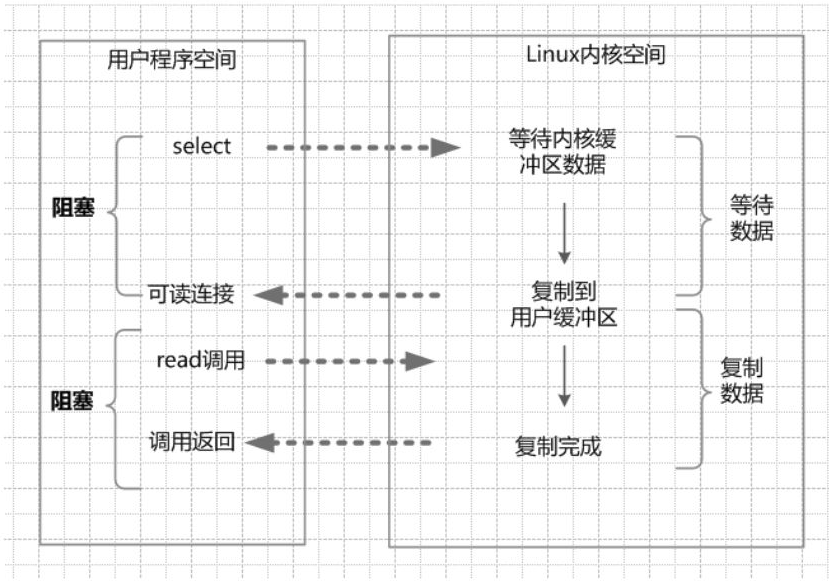 用户程序空间
Linux内核空间
select
等待内核缓
冲区数据
阻塞
等待
数据
可读连接
复制到
用户缓冲区
read调用
复制
数据
阻塞
调用返回
复制完成